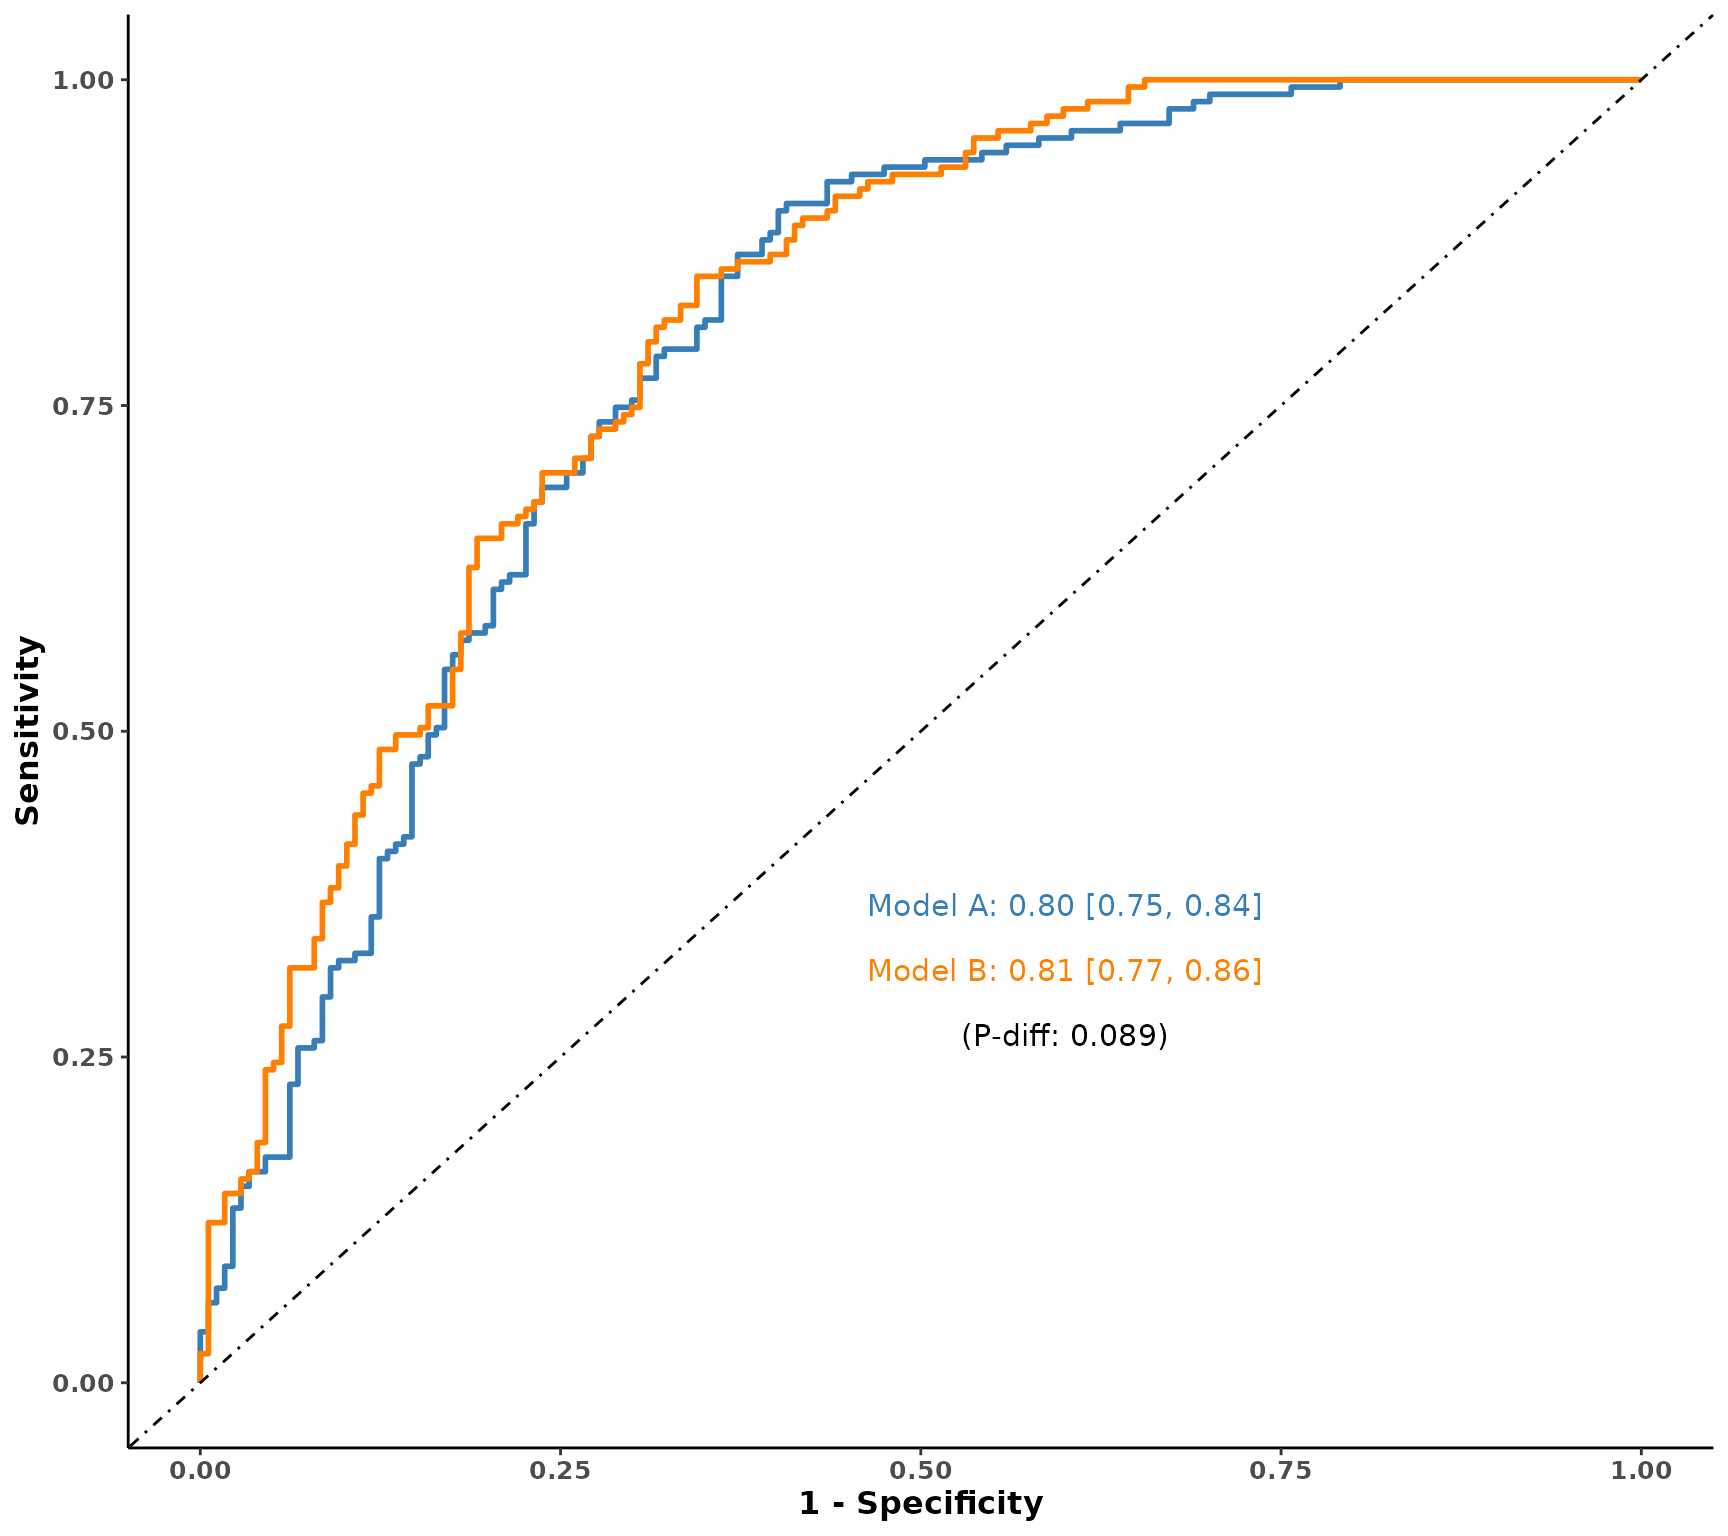 1.00
0.75
0.50
0.25
0.00
Sensitivity
Model A: 0.80 [0.75, 0.84]
Model B: 0.81 [0.77, 0.86]
(P-diff: 0.089)
0.00 0.25 0.50 0.75 1.00
1 - Specificity